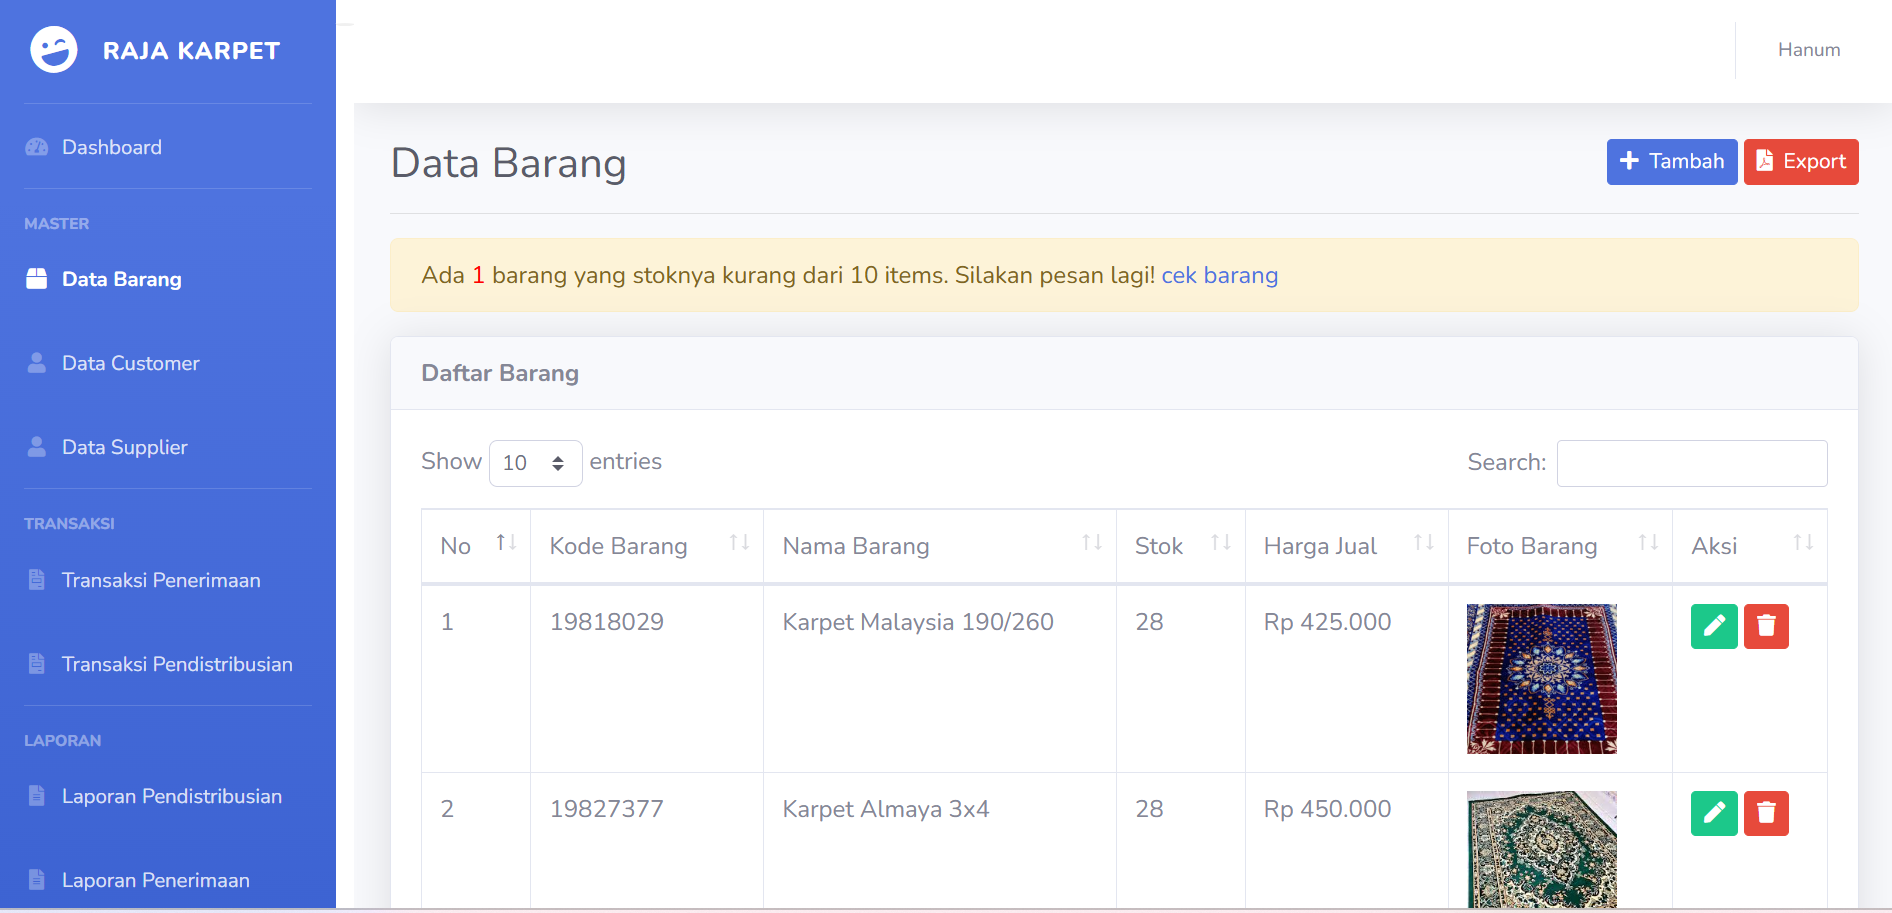 RAJA KARPET
Hanum
Dashboard
MASTER
Data Barang
Data Customer
Data Supplier
TRANSAKSI
Transaksi Penerimaan
Transaksi Pendistribusian
LAPORAN
Laporan Pendistribusian
Laporan Penerimaan
Data Barang
Tambah
Export
Ada 1 barang yang stoknya kurang dari 10 items. Silakan pesan lagi! cek barang
Daftar Barang
Show 10 entries
Search:
No Kode Barang Nama Barang Stok Harga Jual Foto Barang Aksi
1 19818029 Karpet Malaysia 190/260 28 Rp 425.000
2 19827377 Karpet Almaya 3x4 28 Rp 450.000